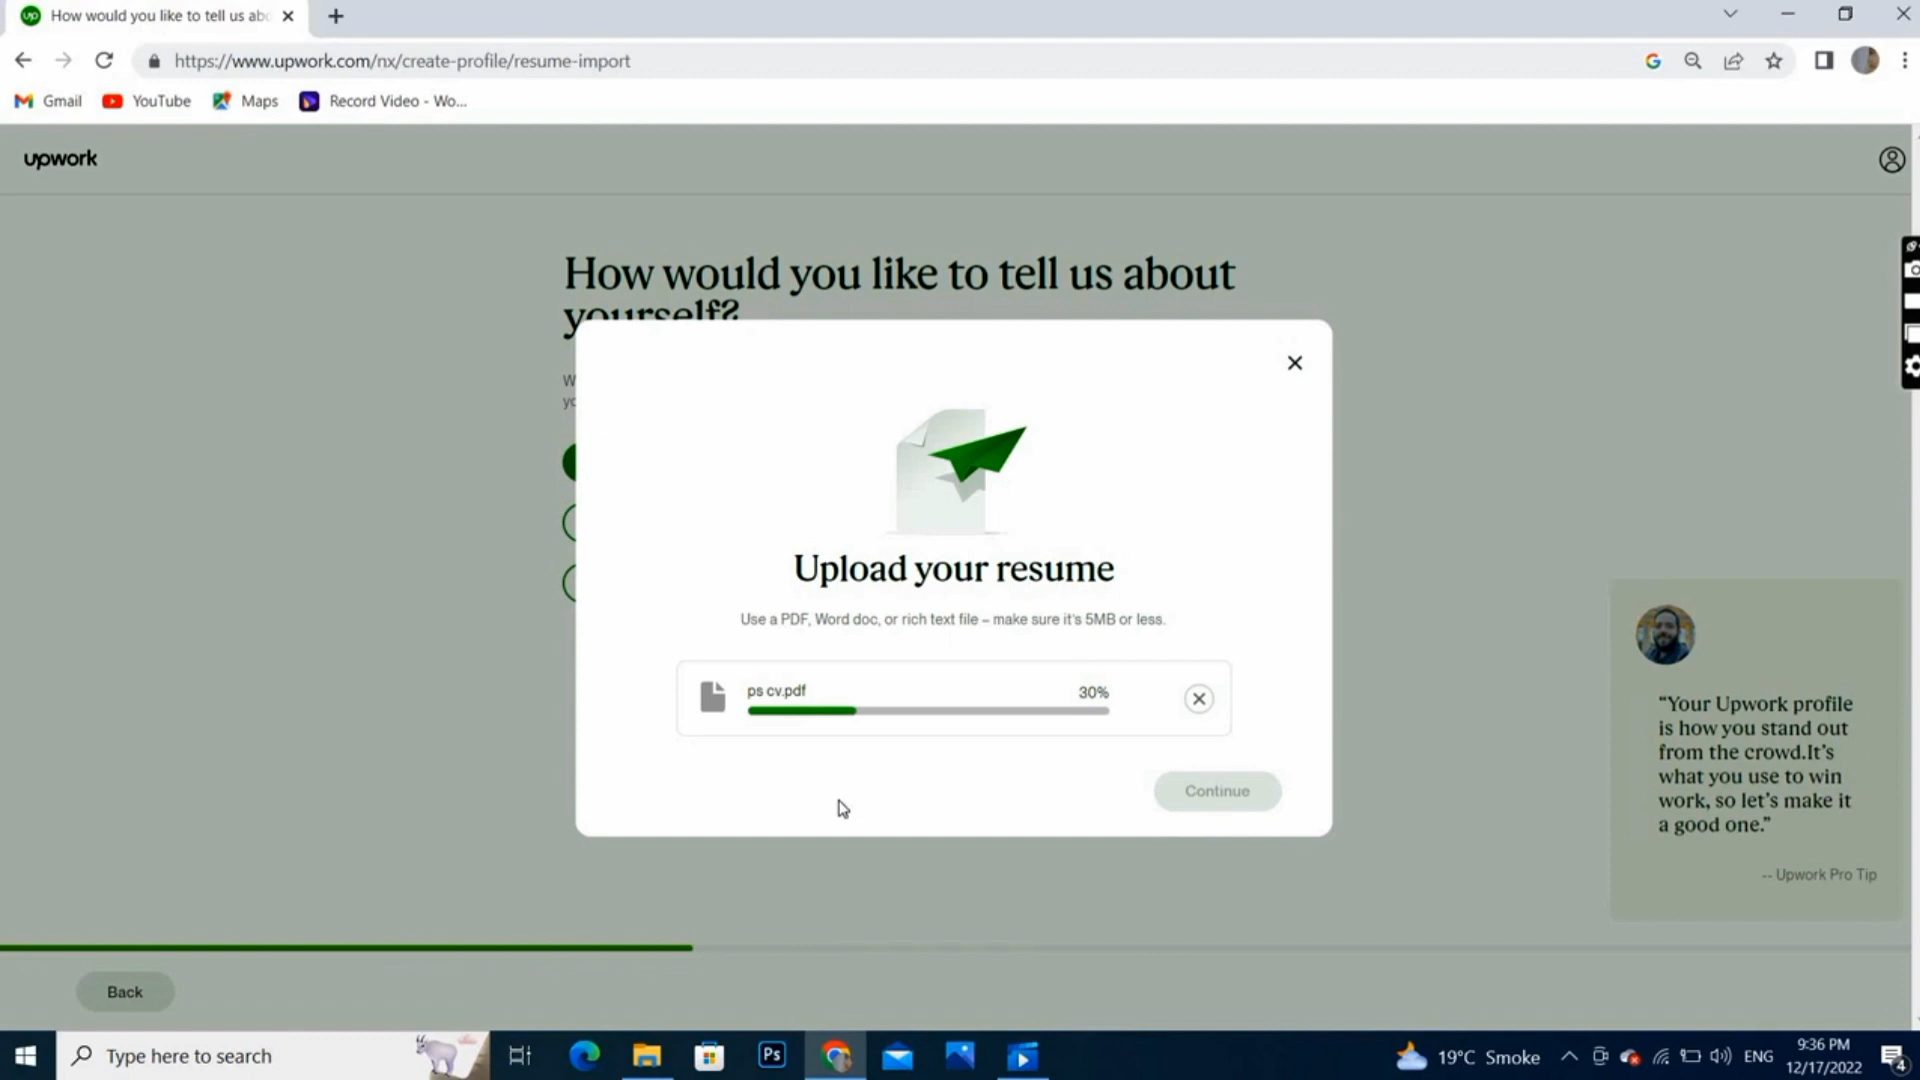 How would you like to tell us abo
https://www.upwork.com/nx/create-profile/resume-import
Gmail
YouTube
Maps
Record Video - Wo...
upwork
How would you like to tell us about
yourself?
W
yo
Upload your resume
Use a PDF, Word doc, or rich text file – make sure it's 5MB or less.
ps cv.pdf
30%
Continue
“Your Upwork profile
is how you stand out
from the crowd.It’s
what you use to win
work, so let’s make it
a good one.”
-- Upwork Pro Tip
Back
Type here to search
Ps
19°C Smoke
ENG
9:36 PM
12/17/2022
4